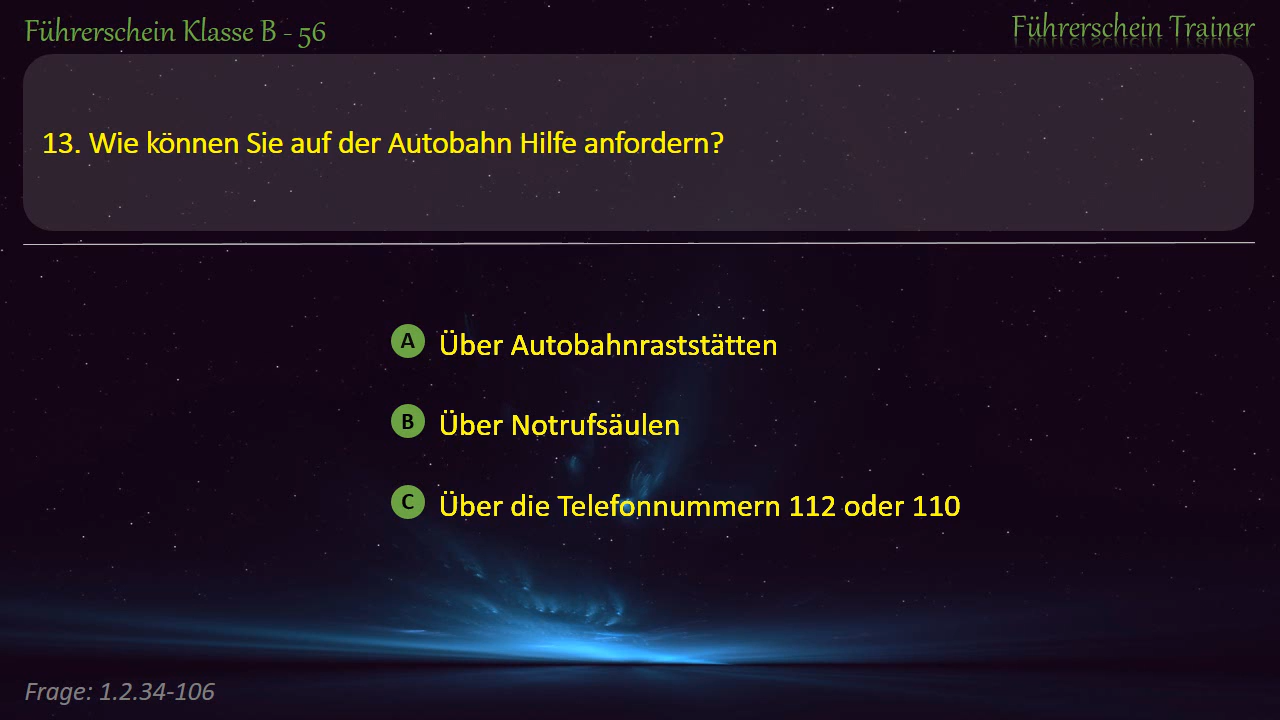 Führerschein Klasse B - 56
Führerschein Trainer
13. Wie können Sie auf der Autobahn Hilfe anfordern?
A Über Autobahnraststätten
B Über Notrufsäulen
C Über die Telefonnummern 112 oder 110
Frage: 1.2.34-106